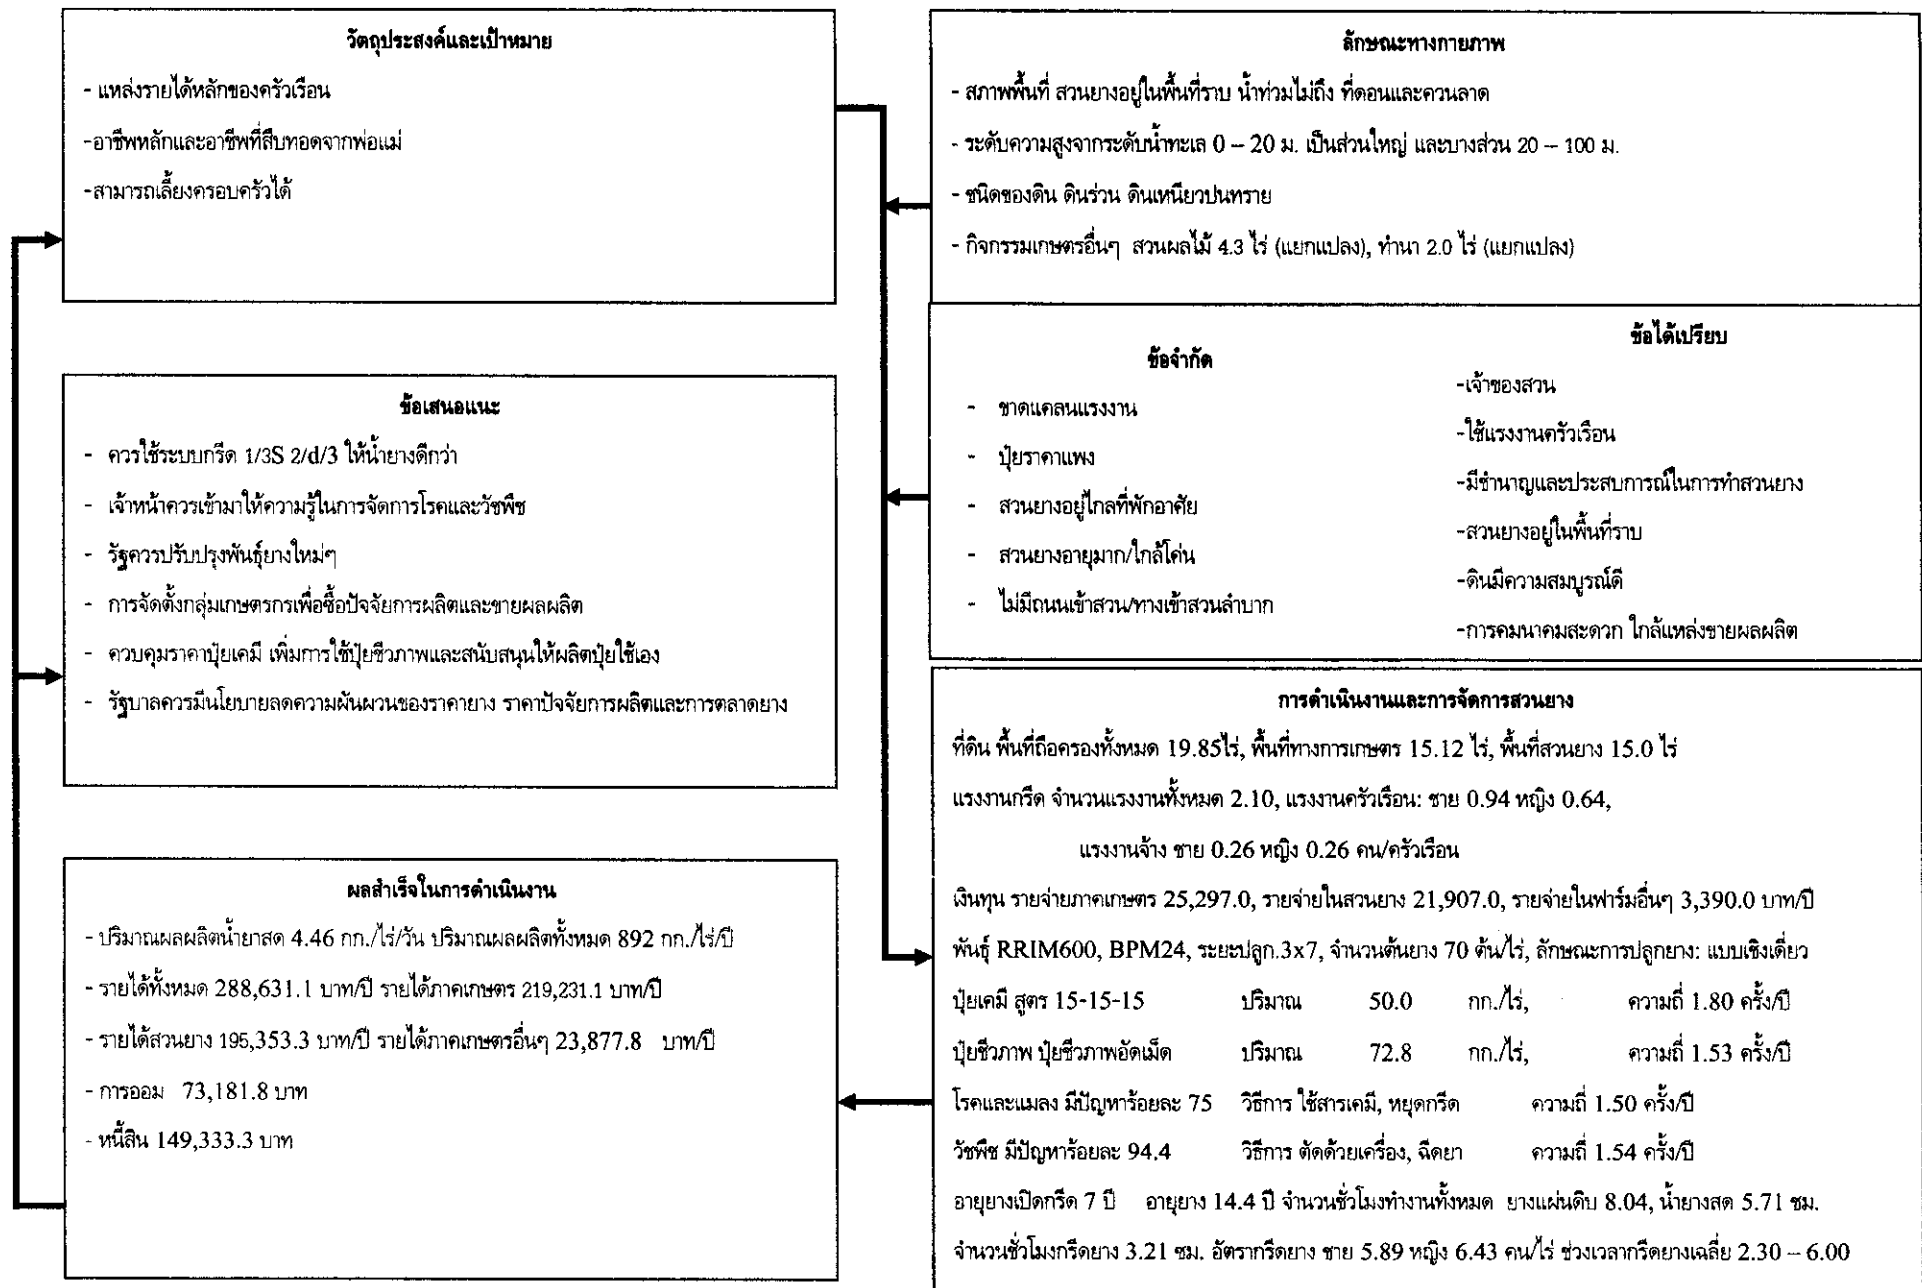 วัตถุประสงค์และเป้าหมาย
- แหล่งรายได้หลักของครัวเรือน
-อาชีพหลักและอาชีพที่สืบทอดจากพ่อแม่
-สามารถเลี้ยงครอบครัวได้
ข้อเสนอแนะ
- ควรใช้ระบบกรีด 1/3S 2/d/3 ให้น้ำยางดีกว่า
- เจ้าหน้าควรเข้ามาให้ความรู้ในการจัดการโรคและวัชพืช
- รัฐควรปรับปรุงพันธุ์ยางใหม่ๆ
- การจัดตั้งกลุ่มเกษตรกรเพื่อซื้อปัจจัยการผลิตและขายผลผลิต
- ควบคุมราคาปุ๋ยเคมี เพิ่มการใช้ปุ๋ยชีวภาพและสนับสนุนให้ผลิตปุ๋ยใช้เอง
- รัฐบาลควรมีนโยบายลดความผันผวนของราคายาง ราคาปัจจัยการผลิตและการตลาดยาง
ผลสำเร็จในการดำเนินงาน
- ปริมาณผลผลิตน้ำยาสด 4.46 กก./ไร่/วัน ปริมาณผลผลิตทั้งหมด 892 กก./ไร่/ปี
- รายได้ทั้งหมด 288,631.1 บาท/ปี รายได้ภาคเกษตร 219,231.1 บาท/ปี
- รายได้สวนยาง 195,353.3 บาท/ปี รายได้ภาคเกษตรอื่นๆ 23,877.8 บาท/ปี
- การออม 73,181.8 บาท
- หนี้สิน 149,333.3 บาท
ลักษณะทางกายภาพ
- สภาพพื้นที่ สวนยางอยู่ในพื้นที่ราบ น้ำท่วมไม่ถึง ที่ดอนและควนลาด
- ระดับความสูงจากระดับน้ำทะเล 0 – 20 ม. เป็นส่วนใหญ่ และบางส่วน 20 – 100 ม.
- ชนิดของดิน ดินร่วน ดินเหนียวปนทราย
- กิจกรรมเกษตรอื่นๆ สวนผลไม้ 4.3 ไร่ (แยกแปลง), ทำนา 2.0 ไร่ (แยกแปลง)
ข้อจำกัด
- ขาดแคลนแรงงาน
- ปุ๋ยราคาแพง
- สวนยางอยู่ไกลที่พักอาศัย
- สวนยางอายุมาก/ใกล้โค่น
- ไม่มีถนนเข้าสวน/ทางเข้าสวนลำบาก
ข้อได้เปรียบ
-เจ้าของสวน
-ใช้แรงงานครัวเรือน
-มีชำนาญและประสบการณ์ในการทำสวนยาง
-สวนยางอยู่ในพื้นที่ราบ
-ดินมีความสมบูรณ์ดี
-การคมนาคมสะดวก ใกล้แหล่งขายผลผลิต
การดำเนินงานและการจัดการสวนยาง
ที่ดิน พื้นที่ถือครองทั้งหมด 19.85ไร่, พื้นที่ทางการเกษตร 15.12 ไร่, พื้นที่สวนยาง 15.0 ไร่
แรงงานกรีด จำนวนแรงงานทั้งหมด 2.10, แรงงานครัวเรือน: ชาย 0.94 หญิง 0.64,
แรงงานจ้าง ชาย 0.26 หญิง 0.26 คน/ครัวเรือน
เงินทุน รายจ่ายภาคเกษตร 25,297.0, รายจ่ายในสวนยาง 21,907.0, รายจ่ายในฟาร์มอื่นๆ 3,390.0 บาท/ปี
พันธุ์ RRIM600, BPM24, ระยะปลูก.3x7, จำนวนต้นยาง 70 ต้น/ไร่, ลักษณะการปลูกยาง: แบบเชิงเดี่ยว
ปุ๋ยเคมี สูตร 15-15-15 ปริมาณ 50.0 กก./ไร่, ความถี่ 1.80 ครั้ง/ปี
ปุ๋ยชีวภาพ ปุ๋ยชีวภาพอัดเม็ด ปริมาณ 72.8 กก./ไร่, ความถี่ 1.53 ครั้ง/ปี
โรคและแมลง มีปัญหาร้อยละ 75 วิธีการ ใช้สารเคมี, หยุดกรีด ความถี่ 1.50 ครั้ง/ปี
วัชพืช มีปัญหาร้อยละ 94.4 วิธีการ ตัดด้วยเครื่อง, ฉีดยา ความถี่ 1.54 ครั้ง/ปี
อายุยางเปิดกรีด 7 ปี อายุยาง 14.4 ปี จำนวนชั่วโมงทำงานทั้งหมด ยางแผ่นดิบ 8.04, น้ำยางสด 5.71 ชม.
จำนวนชั่วโมงกรีดยาง 3.21 ชม. อัตรากรีดยาง ชาย 5.89 หญิง 6.43 คน/ไร่ ช่วงเวลากรีดยางเฉลี่ย 2.30 – 6.00